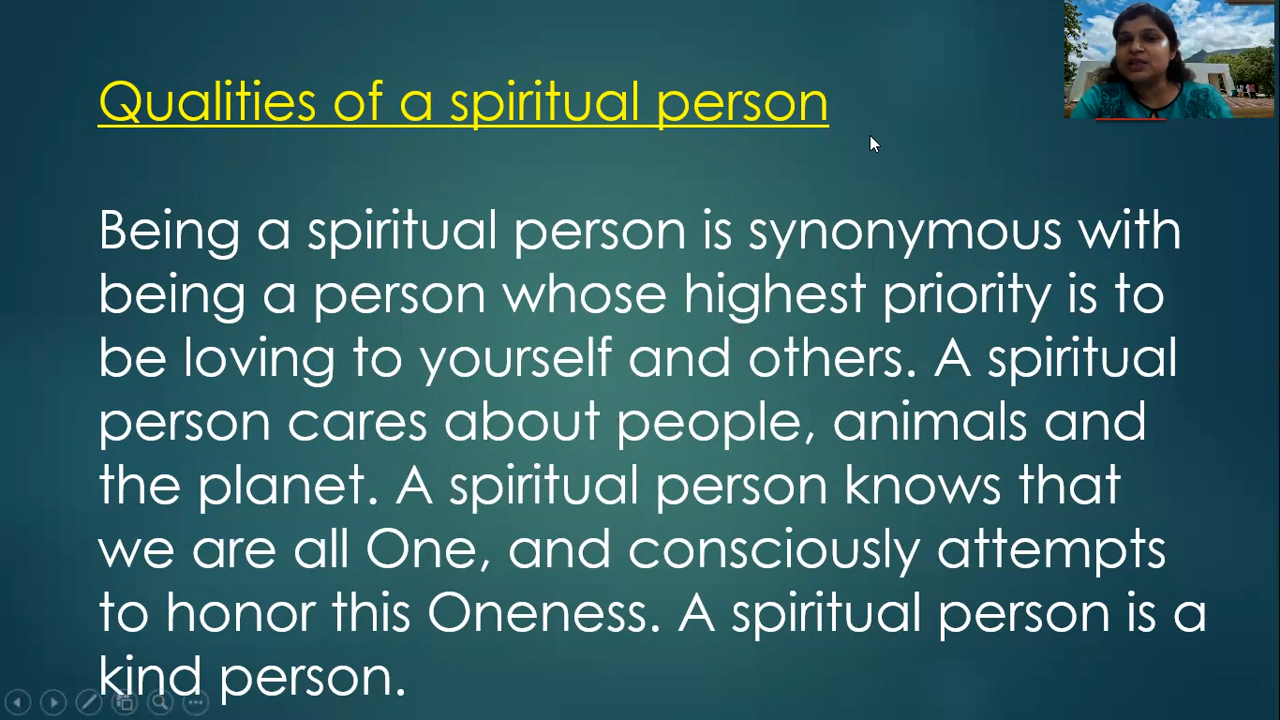 Qualities of a spiritual person
Being a spiritual person is synonymous with
being a person whose highest priority is to
be loving to yourself and others. A spiritual
person cares about people, animals and
the planet. A spiritual person knows that
we are all One, and consciously attempts
to honor this Oneness. A spiritual person is a
kind person.